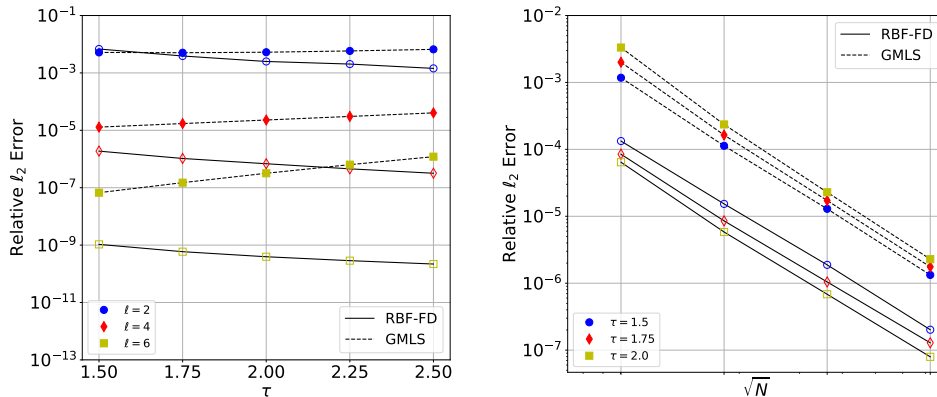 10⁻¹
10⁻³
10⁻⁵
10⁻⁷
10⁻⁹
10⁻¹¹
10⁻¹³
Relative ℓ₂ Error
ℓ = 2
ℓ = 4
ℓ = 6
RBF-FD
GMLS
1.50 1.75 2.00 2.25 2.50
τ
10⁻²
10⁻³
10⁻⁴
10⁻⁵
10⁻⁶
10⁻⁷
Relative ℓ₂ Error
RBF-FD
GMLS
τ = 1.5
τ = 1.75
τ = 2.0
√N